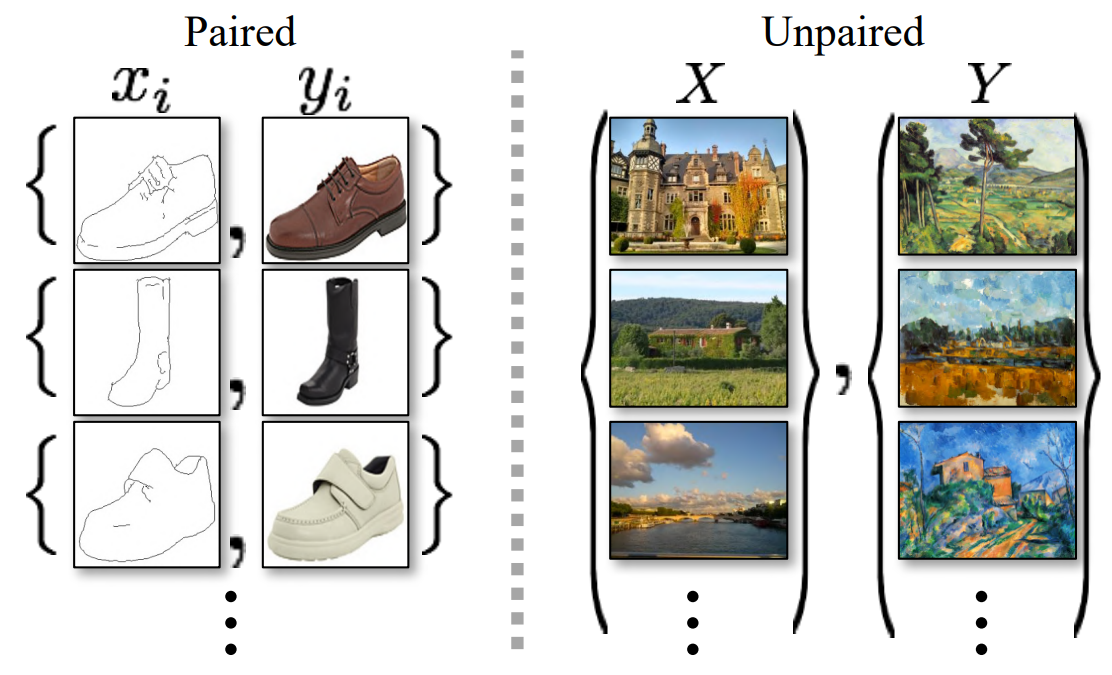 Paired
Unpaired
x_i
y_i
X
Y
{ , }
{ , }
{ , }
{ } , { }
⋮
⋮
⋮